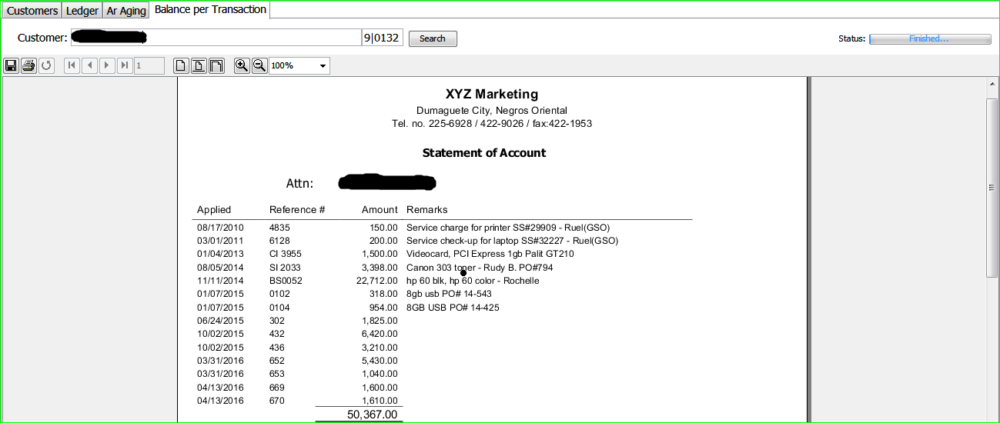 Customers Ledger Ar Aging Balance per Transaction
Customer: 9|0132 Search Status: Finished...
1 100%
XYZ Marketing
Dumaguete City, Negros Oriental
Tel. no. 225-6928 / 422-9026 / fax:422-1953
Statement of Account
Attn:
Applied Reference # Amount Remarks
08/17/2010 4835 150.00 Service charge for printer SS#29909 - Ruel(GSO)
03/01/2011 6128 200.00 Service check-up for laptop SS#32227 - Ruel(GSO)
01/04/2013 CI 3955 1,500.00 Videocard, PCI Express 1gb Palit GT210
08/05/2014 SI 2033 3,398.00 Canon 303 toner - Rudy B. PO#794
11/11/2014 BS0052 22,712.00 hp 60 blk, hp 60 color - Rochelle
01/07/2015 0102 318.00 8gb usb PO# 14-543
01/07/2015 0104 954.00 8GB USB PO# 14-425
06/24/2015 302 1,825.00
10/02/2015 432 6,420.00
10/02/2015 436 3,210.00
03/31/2016 652 5,430.00
03/31/2016 653 1,040.00
04/13/2016 669 1,600.00
04/13/2016 670 1,610.00
50,367.00